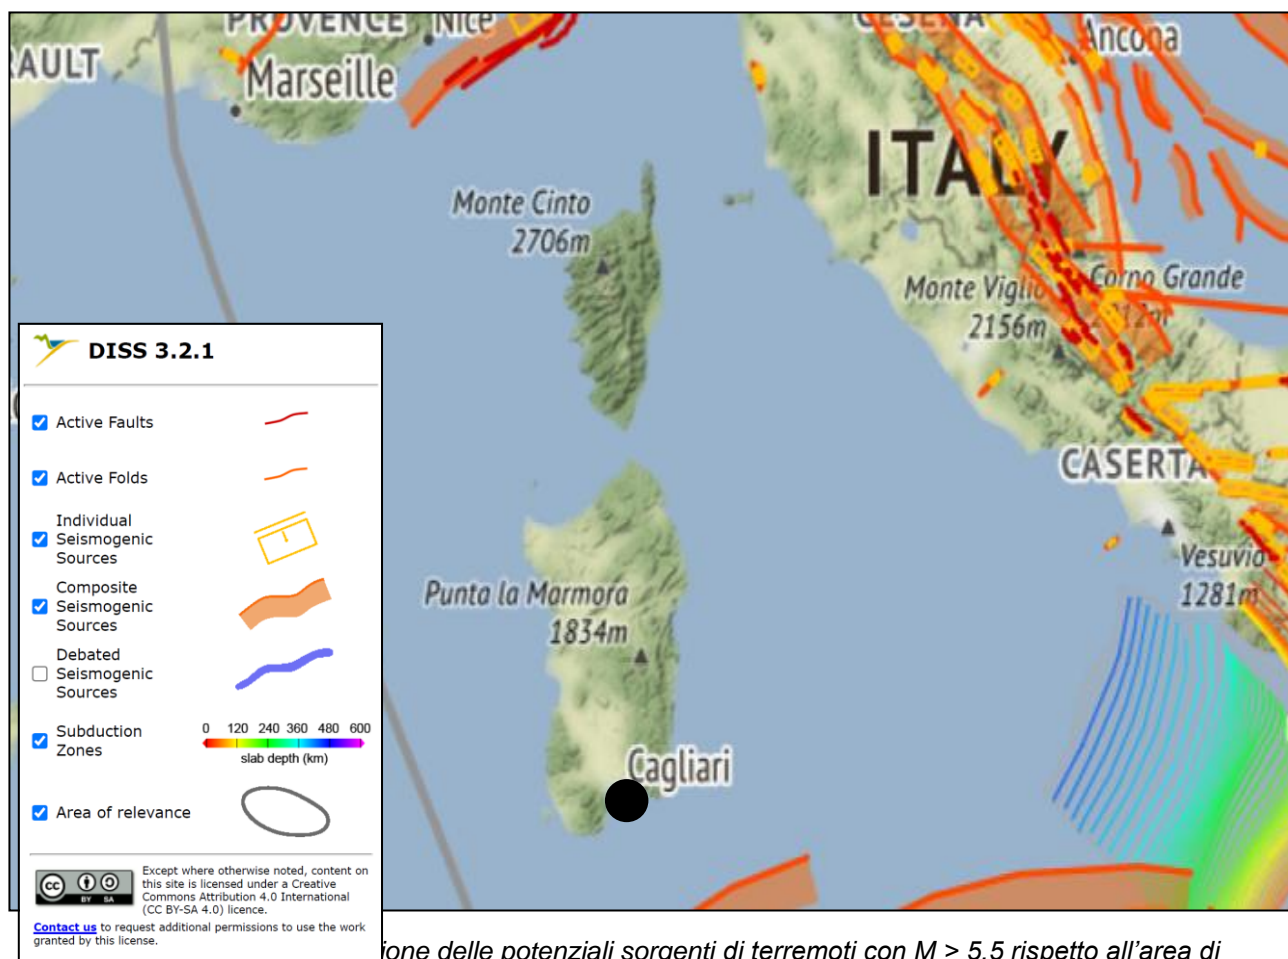 PROVENCE
Nice
CESENA
Ancona
RAULT
Marseille
ITALY
Monte Cinto
2706m
Corno Grande
Monte Viglio
2156m
CASERTA
Vesuvio
1281m
Punta la Marmora
1834m
Cagliari
DISS 3.2.1
Active Faults
Active Folds
Individual
Seismogenic
Sources
Composite
Seismogenic
Sources
Debated
Seismogenic
Sources
Subduction
Zones
0 120 240 360 480 600
slab depth (km)
Area of relevance
cc BY SA
Except where otherwise noted, content on
this site is licensed under a Creative
Commons Attribution 4.0 International
(CC BY-SA 4.0) licence.
Contact us to request additional permissions to use the work
granted by this license.
ione delle potenziali sorgenti di terremoti con M > 5.5 rispetto all'area di